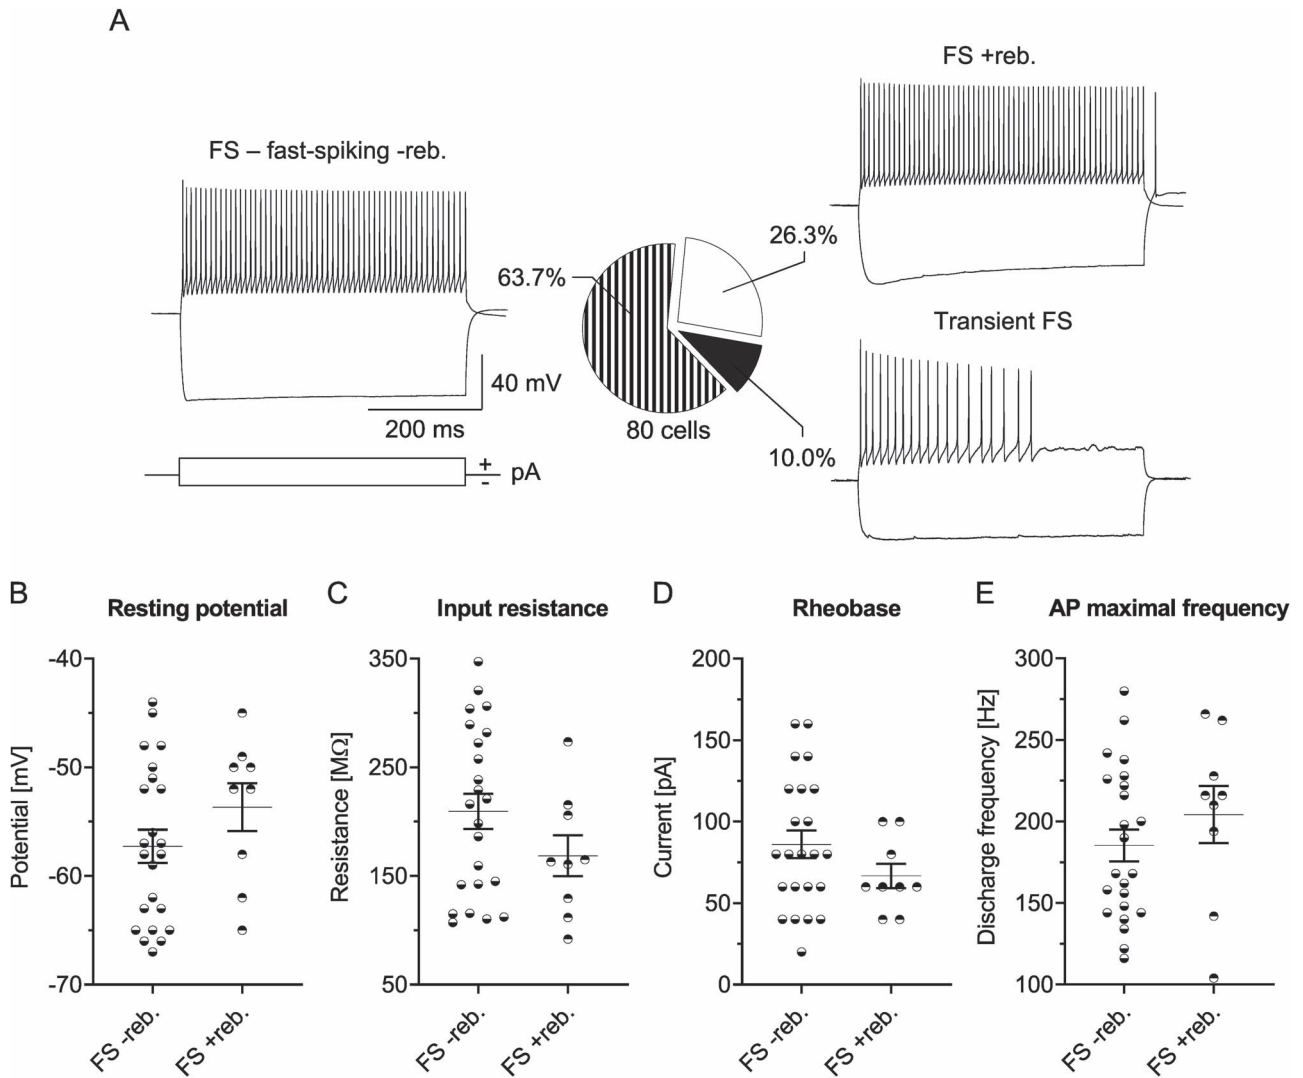 A
FS +reb.
FS – fast-spiking -reb.
26.3%
63.7%
Transient FS
40 mV
200 ms
80 cells
10.0%
+
- pA
B Resting potential
C Input resistance
D Rheobase
E AP maximal frequency
Potential [mV]
-40
-50
-60
-70
FS -reb.
FS +reb.
Resistance [MΩ]
350
250
150
50
FS -reb.
FS +reb.
Current [pA]
200
150
100
50
0
FS -reb.
FS +reb.
Discharge frequency [Hz]
300
250
200
150
100
FS -reb.
FS +reb.